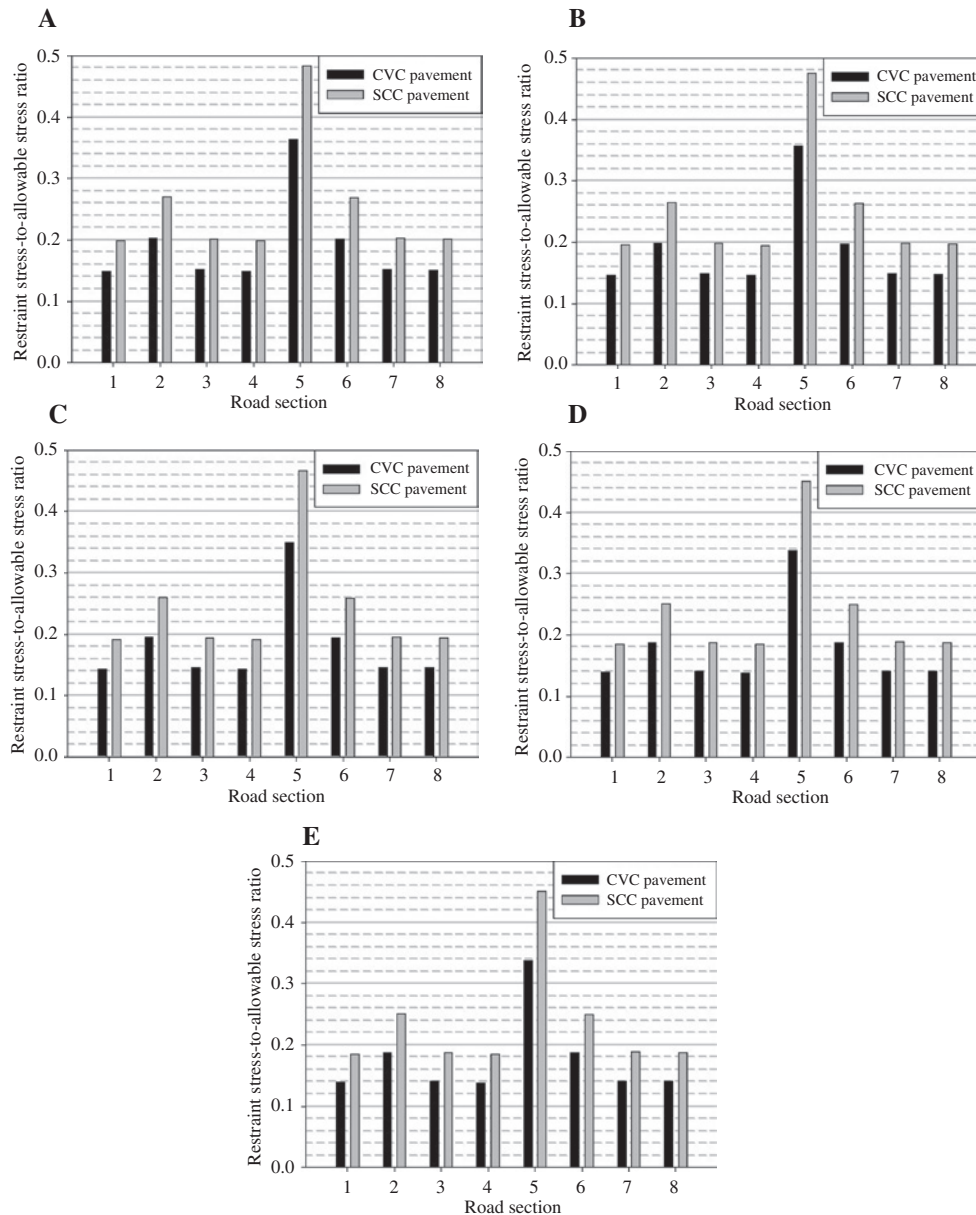 A
Restraint stress-to-allowable stress ratio
0.5
0.4
0.3
0.2
0.1
0.0
CVC pavement
SCC pavement
1 2 3 4 5 6 7 8
Road section
B
Restraint stress-to-allowable stress ratio
0.5
0.4
0.3
0.2
0.1
0.0
CVC pavement
SCC pavement
1 2 3 4 5 6 7 8
Road section
C
Restraint stress-to-allowable stress ratio
0.5
0.4
0.3
0.2
0.1
0.0
CVC pavement
SCC pavement
1 2 3 4 5 6 7 8
Road section
D
Restraint stress-to-allowable stress ratio
0.5
0.4
0.3
0.2
0.1
0.0
CVC pavement
SCC pavement
1 2 3 4 5 6 7 8
Road section
E
Restraint stress-to-allowable stress ratio
0.5
0.4
0.3
0.2
0.1
0.0
CVC pavement
SCC pavement
1 2 3 4 5 6 7 8
Road section